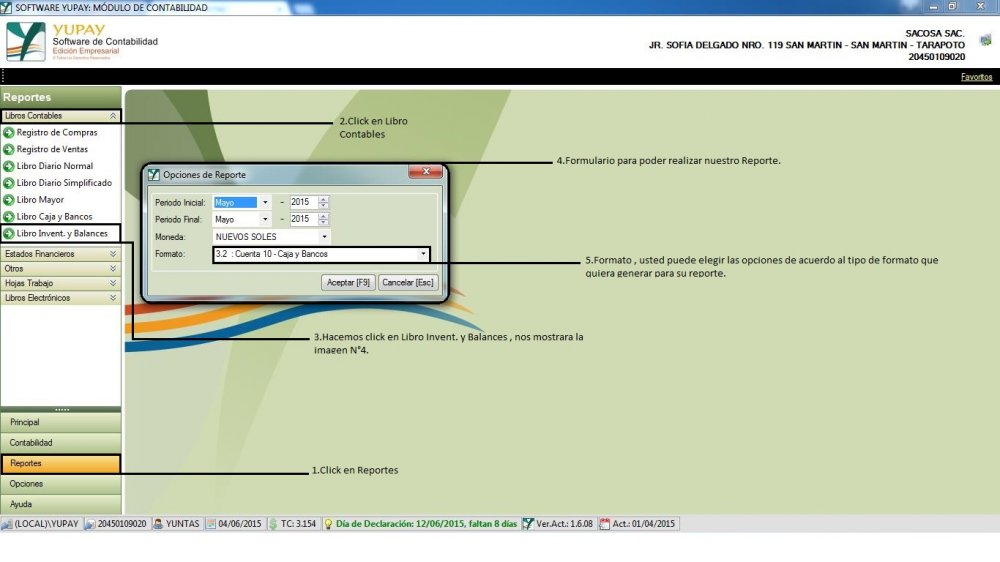 SOFTWARE YUPAY: MÓDULO DE CONTABILIDAD
YUPAY
Software de Contabilidad
Edición Empresarial
SACOSA SAC.
JR. SOFIA DELGADO NRO. 119 SAN MARTIN - SAN MARTIN - TARAPOTO
20450109020
Favoritos
Reportes
Libros Contables
Registro de Compras
Registro de Ventas
Libro Diario Normal
Libro Diario Simplificado
Libro Mayor
Libro Caja y Bancos
Libro Invent. y Balances
Estados Financieros
Otros
Hojas Trabajo
Libros Electrónicos
Principal
Contabilidad
Reportes
Opciones
Ayuda
2.Click en Libro
Contables
4.Formulario para poder realizar nuestro Reporte.
Opciones de Reporte
Periodo Inicial: Mayo - 2015
Periodo Final: Mayo - 2015
Moneda: NUEVOS SOLES
Formato: 3.2 : Cuenta 10 - Caja y Bancos
Aceptar [F9] Cancelar [Esc]
5.Formato , usted puede elegir las opciones de acuerdo al tipo de formato que
quiera generar para su reporte.
3.Hacemos click en Libro Invent. y Balances , nos mostrara la
imagen N°4.
1.Click en Reportes
(LOCAL)\YUPAY 20450109020 YUNTAS 04/06/2015 TC: 3.154 Día de Declaración: 12/06/2015, faltan 8 días Ver.Act.: 1.6.08 Act.: 01/04/2015